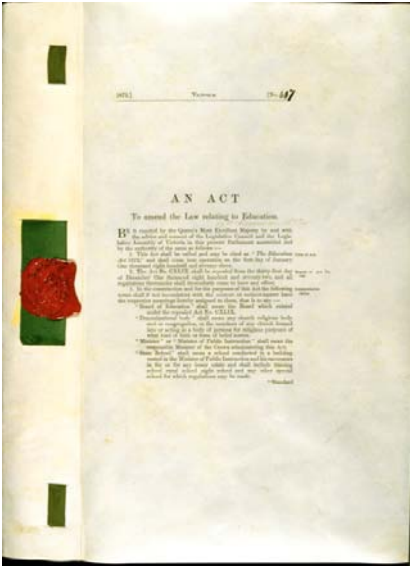 1872.] VICTORIA. [No. 447
AN ACT
To amend the Law relating to Education.
BE it enacted by the Queen's Most Excellent Majesty by and with
the advice and consent of the Legislative Council and the Legis-
lative Assembly of Victoria in this present Parliament assembled and
by the authority of the same as follows :—
1. This Act shall be called and may be cited as "The Education
Act 1872" and shall come into operation on the first day of January
One thousand eight hundred and seventy-three.
2. The Act No. CXLIX. shall be repealed from the thirty-first day
of December One thousand eight hundred and seventy-two, and all
regulations thereunder shall thereupon cease to have any effect.
3. In the construction and for the purposes of this Act the following
terms shall if not inconsistent with the context or subject-matter have
the respective meanings hereby assigned to them, that is to say :—
"Board of Education" shall mean the Board which existed
under the repealed Act No. CXLIX.
"Denominational body" shall mean any church religious body
sect or congregation, or the members of any church formed
into or acting as a body of persons for religious purposes of
what kind of faith or form of belief soever.
"Minister" or "Minister of Public Instruction" shall mean the
responsible Minister of the Crown administering this Act.
"State School" shall mean a school conducted in a building
vested in the Minister of Public Instruction and his successors
in fee or for any lesser estate and shall include training
school rural school night school and any other special
school for which regulations may be made.
"Standard